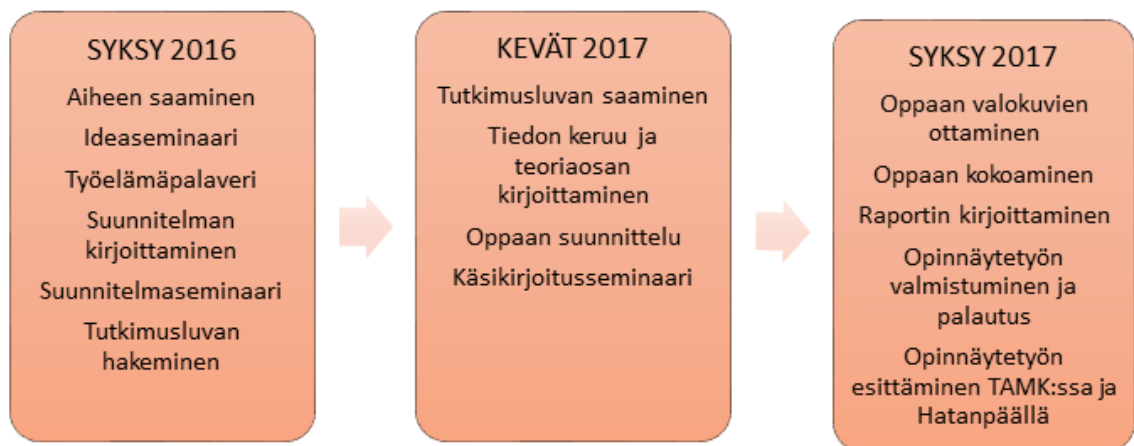 SYKSY 2016
Aiheen saaminen
Ideaseminaari
Työelämäpalaveri
Suunnitelman
kirjoittaminen
Suunnitelmaseminaari
Tutkimusluvan
hakeminen
KEVÄT 2017
Tutkimusluvan saaminen
Tiedon keruu ja
teoriaosan
kirjoittaminen
Oppaan suunnittelu
Käsikirjoitusseminaari
SYKSY 2017
Oppaan valokuvien
ottaminen
Oppaan kokoaminen
Raportin kirjoittaminen
Opinnäytetyön
valmistuminen ja
palautus
Opinnäytetyön
esittäminen TAMK:ssa ja
Hatanpäällä